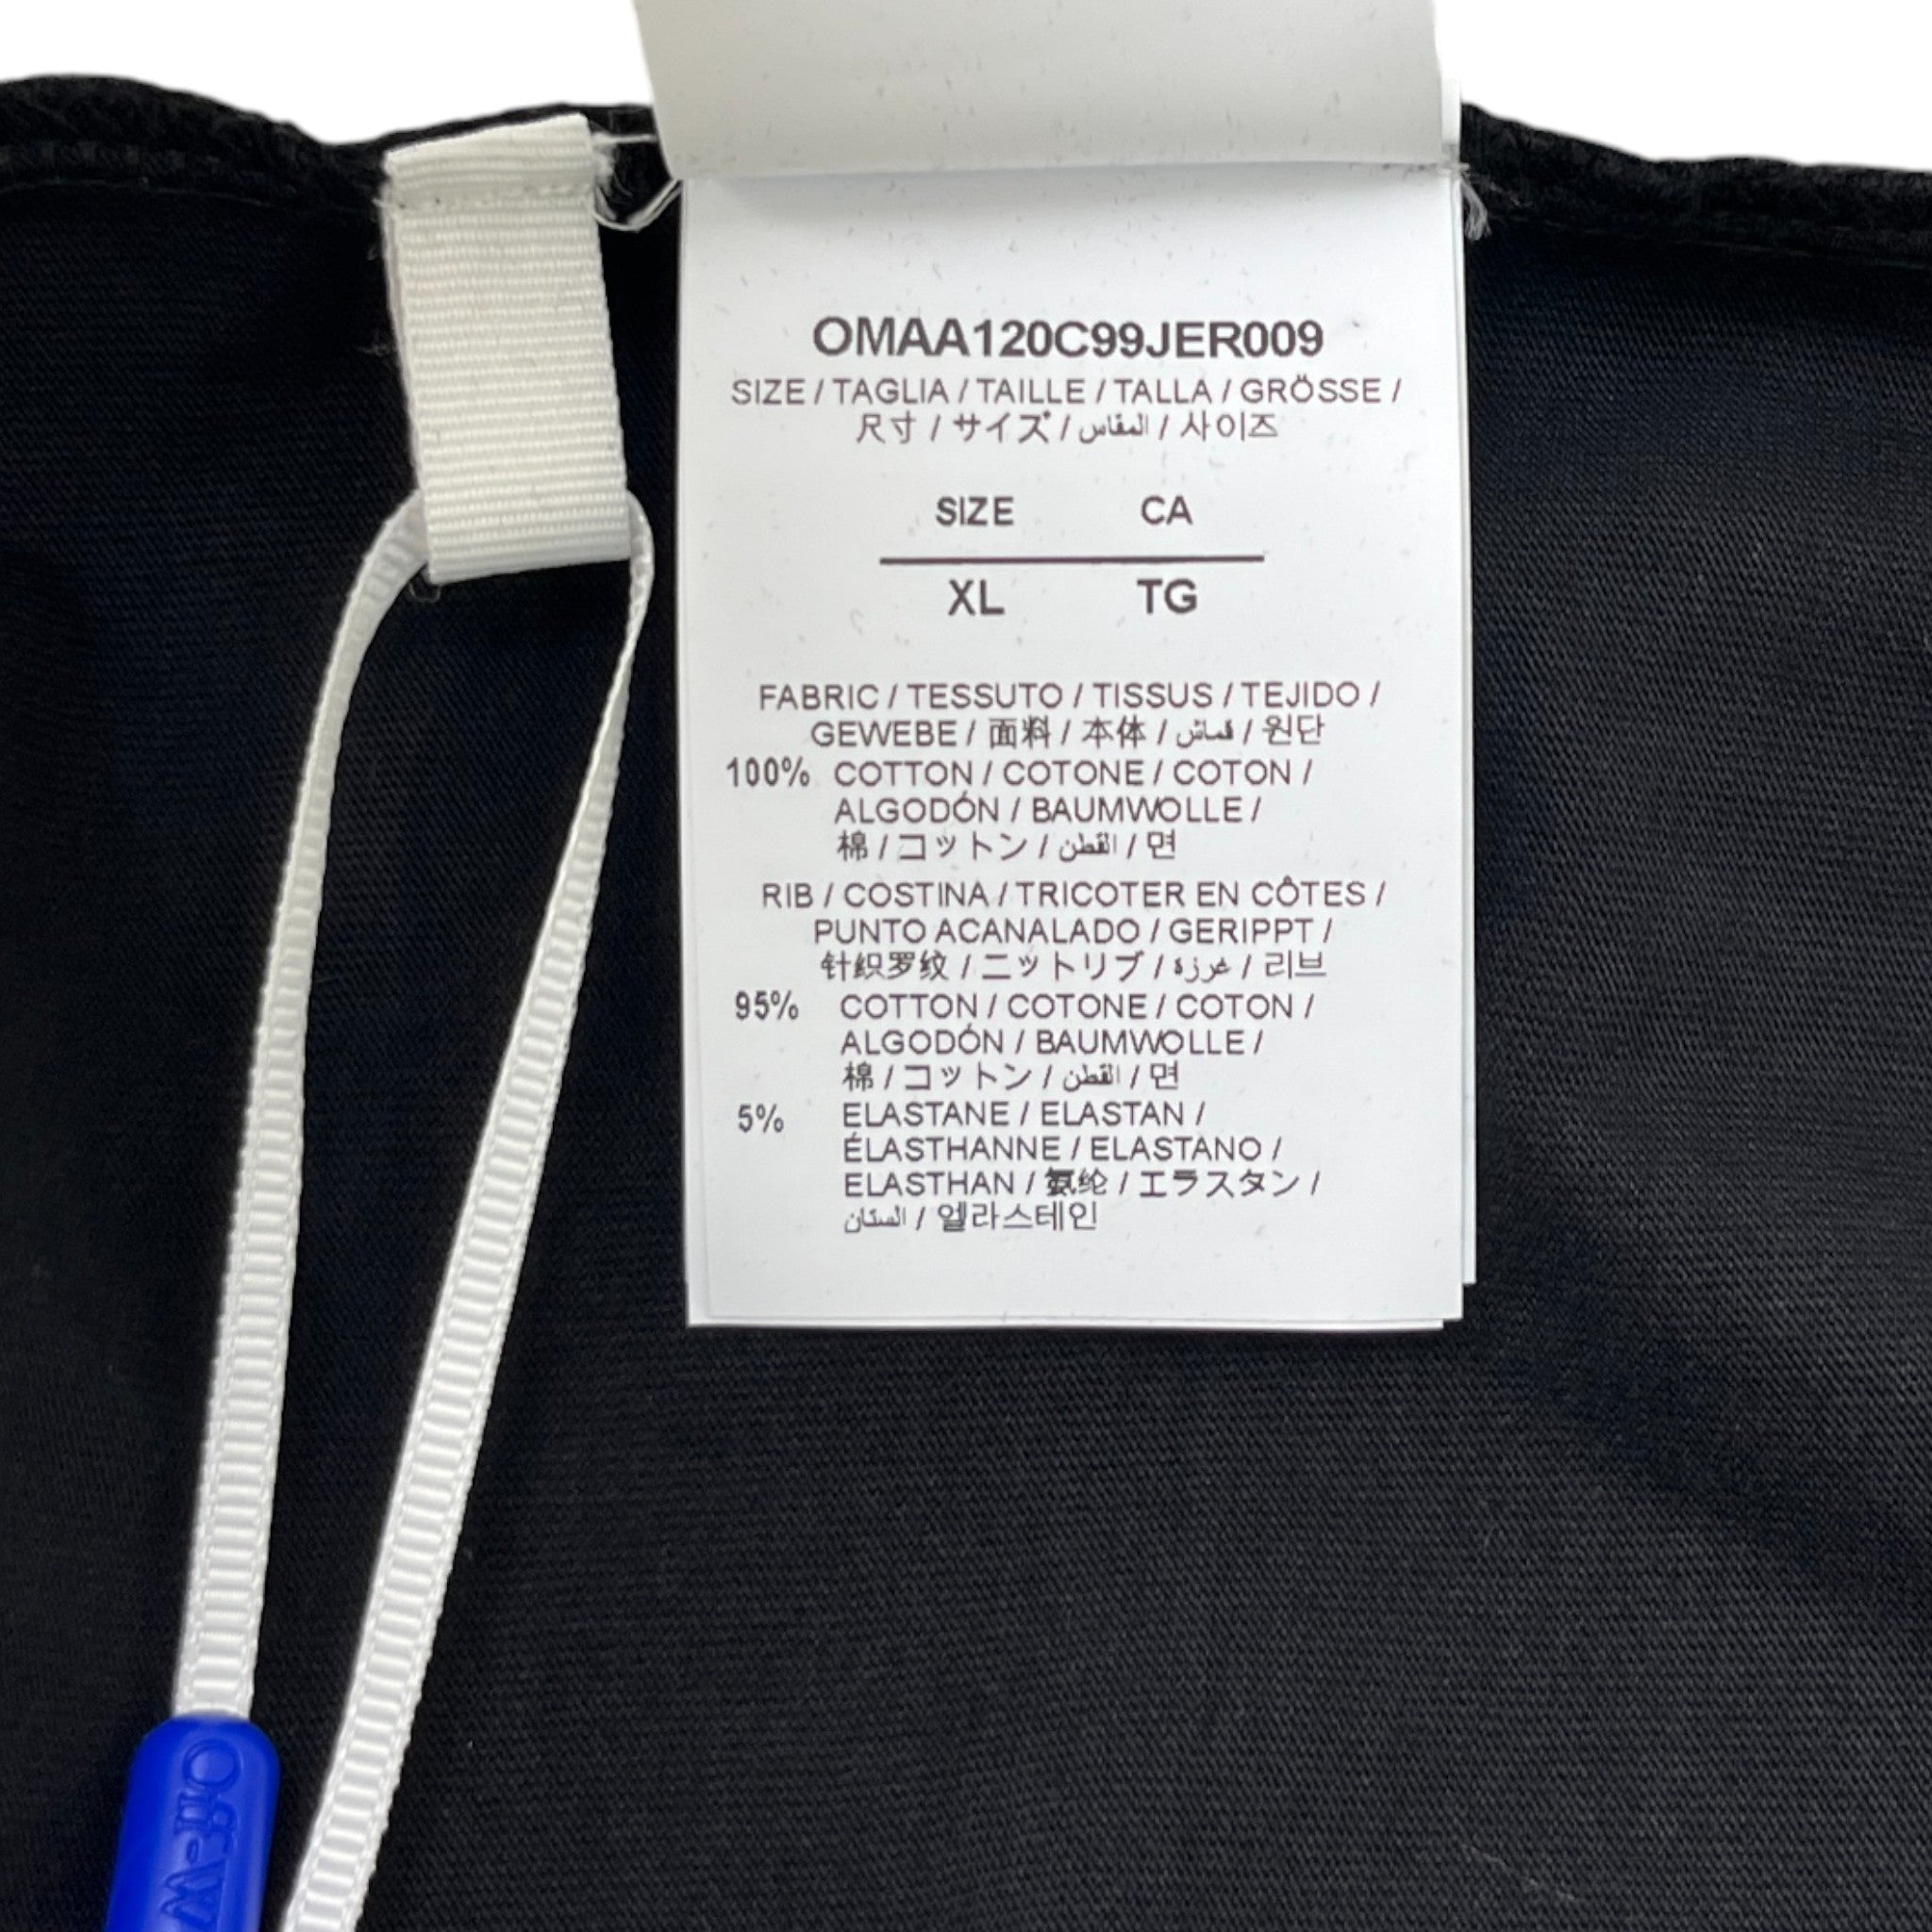 OMAA120C99JER009
SIZE / TAGLIA / TAILLE / TALLA / GRÖSSE /
尺寸 / サイズ / المقاس / 사이즈
SIZE CA
XL TG
FABRIC / TESSUTO / TISSUS / TEJIDO /
GEWEBE / 面料 / 本体 / قماش / 원단
100% COTTON / COTONE / COTON /
ALGODÓN / BAUMWOLLE /
棉 / コットン / القطن / 면
RIB / COSTINA / TRICOTER EN CÔTES /
PUNTO ACANALADO / GERIPPT /
针织罗纹 / ニットリブ / غرزة / 리브
95% COTTON / COTONE / COTON /
ALGODÓN / BAUMWOLLE /
棉 / コットン / القطن / 면
5% ELASTANE / ELASTAN /
ÉLASTHANNE / ELASTANO /
ELASTHAN / 氨纶 / エラスタン /
الستان / 엘라스테인
Off-W